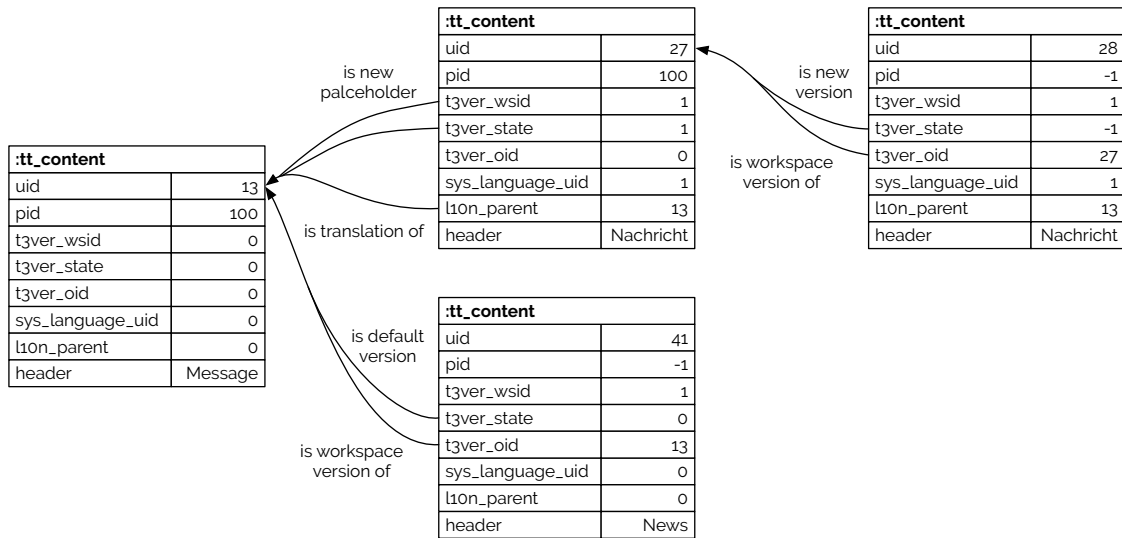 :tt_content
uid 13
pid 100
t3ver_wsid 0
t3ver_state 0
t3ver_oid 0
sys_language_uid 0
l10n_parent 0
header Message
is new
palceholder
is translation of
:tt_content
uid 27
pid 100
t3ver_wsid 1
t3ver_state 1
t3ver_oid 0
sys_language_uid 1
l10n_parent 13
header Nachricht
is new
version
is workspace
version of
:tt_content
uid 28
pid -1
t3ver_wsid 1
t3ver_state -1
t3ver_oid 27
sys_language_uid 1
l10n_parent 13
header Nachricht
is default
version
is workspace
version of
:tt_content
uid 41
pid -1
t3ver_wsid 1
t3ver_state 0
t3ver_oid 13
sys_language_uid 0
l10n_parent 0
header News